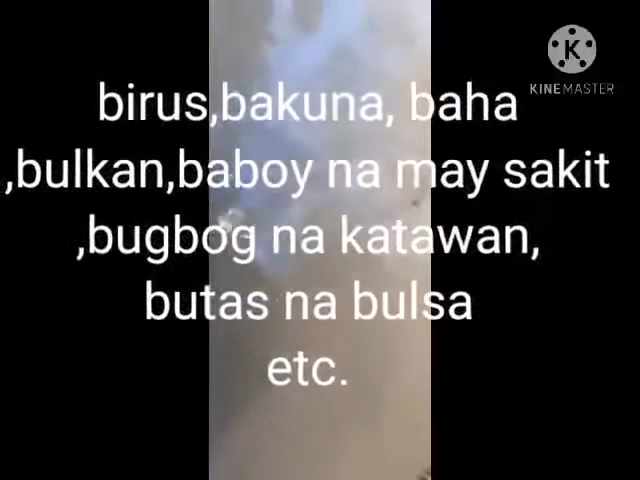 KINEMASTER
birus,bakuna, baha
,bulkan,baboy na may sakit
,bugbog na katawan,
butas na bulsa
etc.